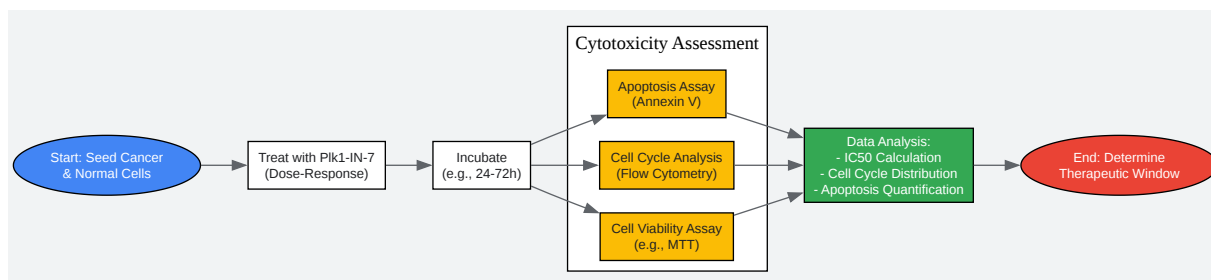 Start: Seed Cancer
& Normal Cells
Treat with Plk1-IN-7
(Dose-Response)
Incubate
(e.g., 24-72h)
Cytotoxicity Assessment
Apoptosis Assay
(Annexin V)
Cell Cycle Analysis
(Flow Cytometry)
Cell Viability Assay
(e.g., MTT)
Data Analysis:
- IC50 Calculation
- Cell Cycle Distribution
- Apoptosis Quantification
End: Determine
Therapeutic Window